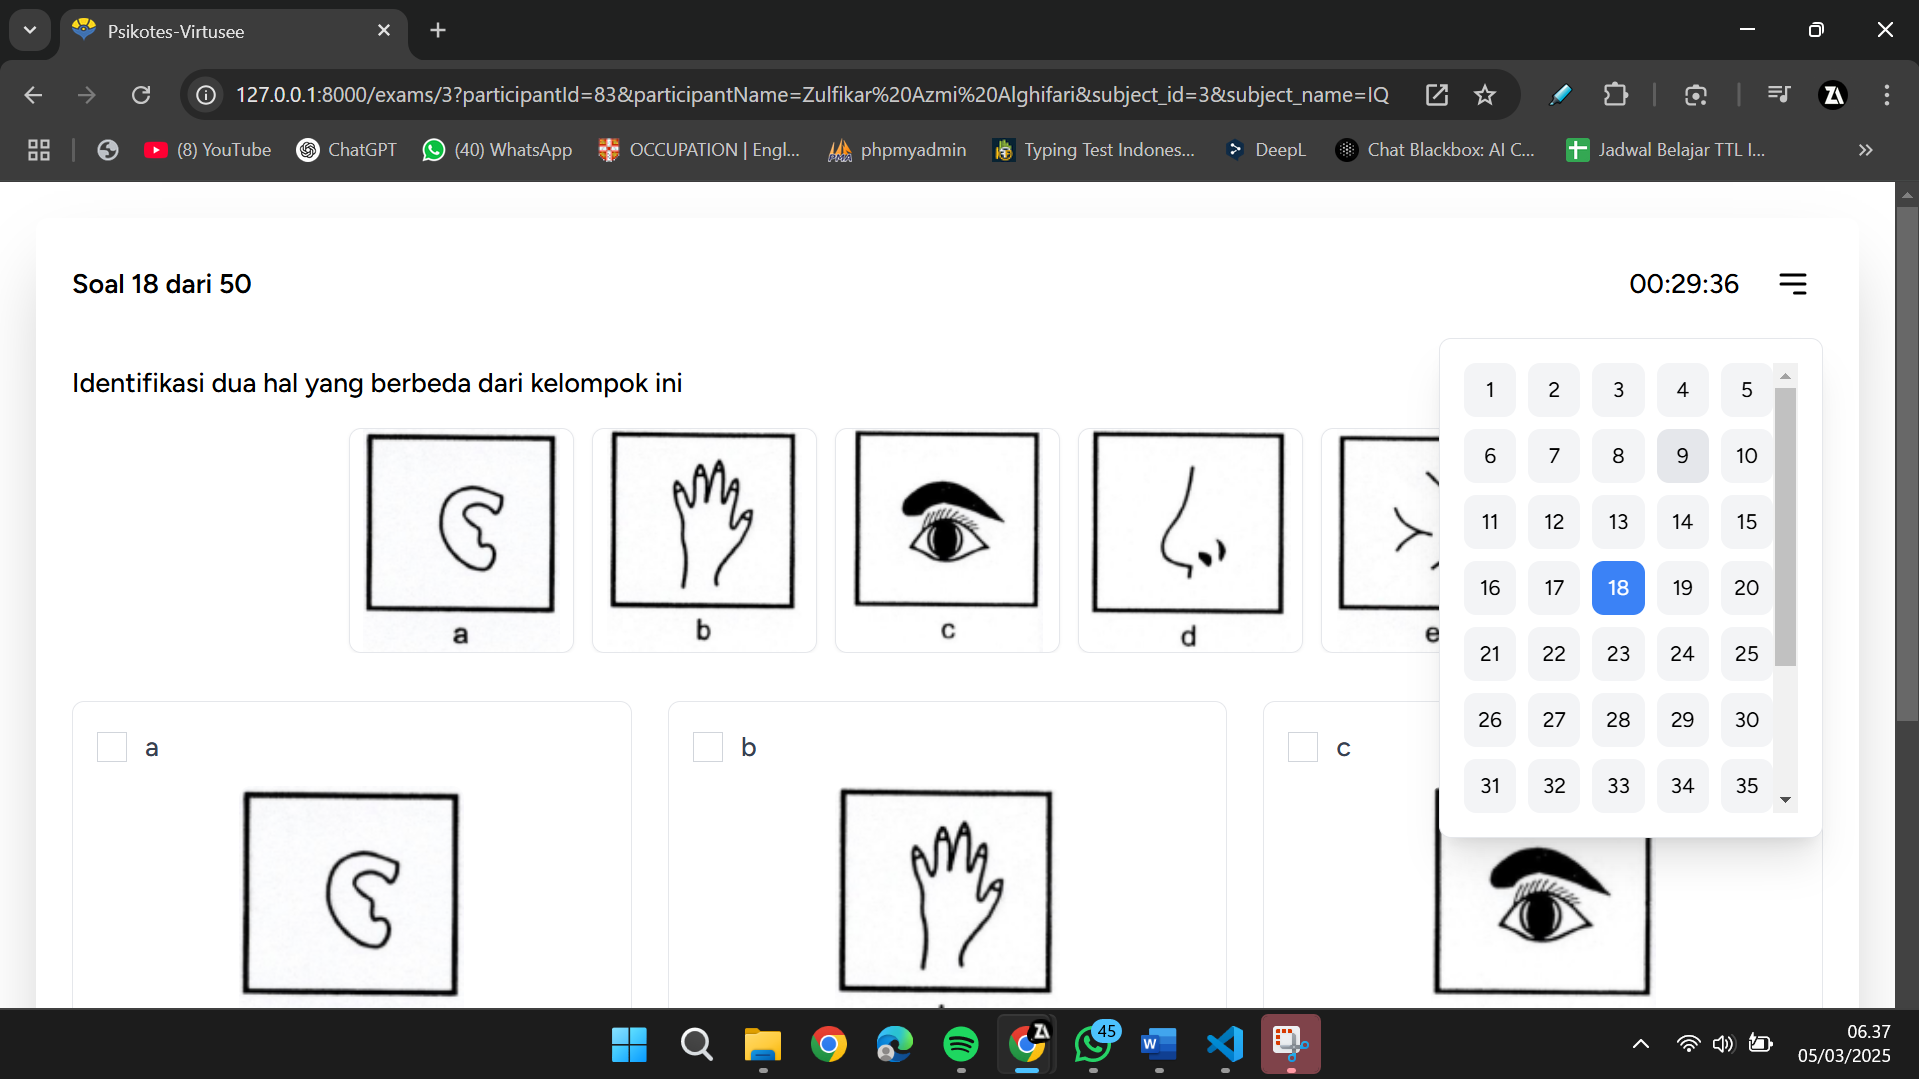 Psikotes-Virtusee
127.0.0.1:8000/exams/3?participantId=83&participantName=Zulfikar%20Azmi%20Alghifari&subject_id=3&subject_name=IQ
(8) YouTube ChatGPT (40) WhatsApp OCCUPATION | Engl... phpmyadmin Typing Test Indones... DeepL Chat Blackbox: AI C... Jadwal Belajar TTL I...
Soal 18 dari 50 00:29:36
Identifikasi dua hal yang berbeda dari kelompok ini
a b c d e
1 2 3 4 5
6 7 8 9 10
11 12 13 14 15
16 17 18 19 20
21 22 23 24 25
26 27 28 29 30
31 32 33 34 35
a b c
ZA
45
06.37
05/03/2025